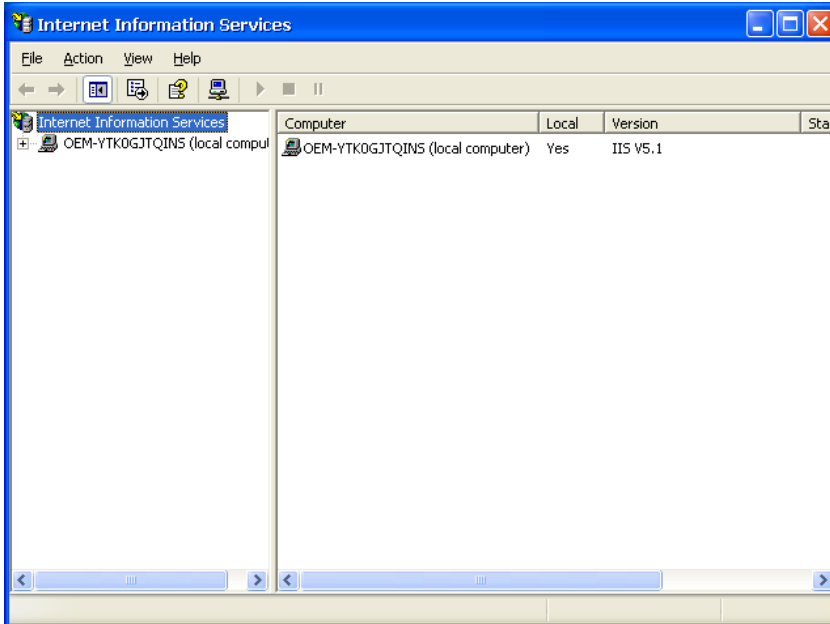 Internet Information Services
File Action View Help
Internet Information Services
OEM-YTK0GJTQINS (local comput
Computer Local Version Sta
OEM-YTK0GJTQINS (local computer) Yes IIS V5.1